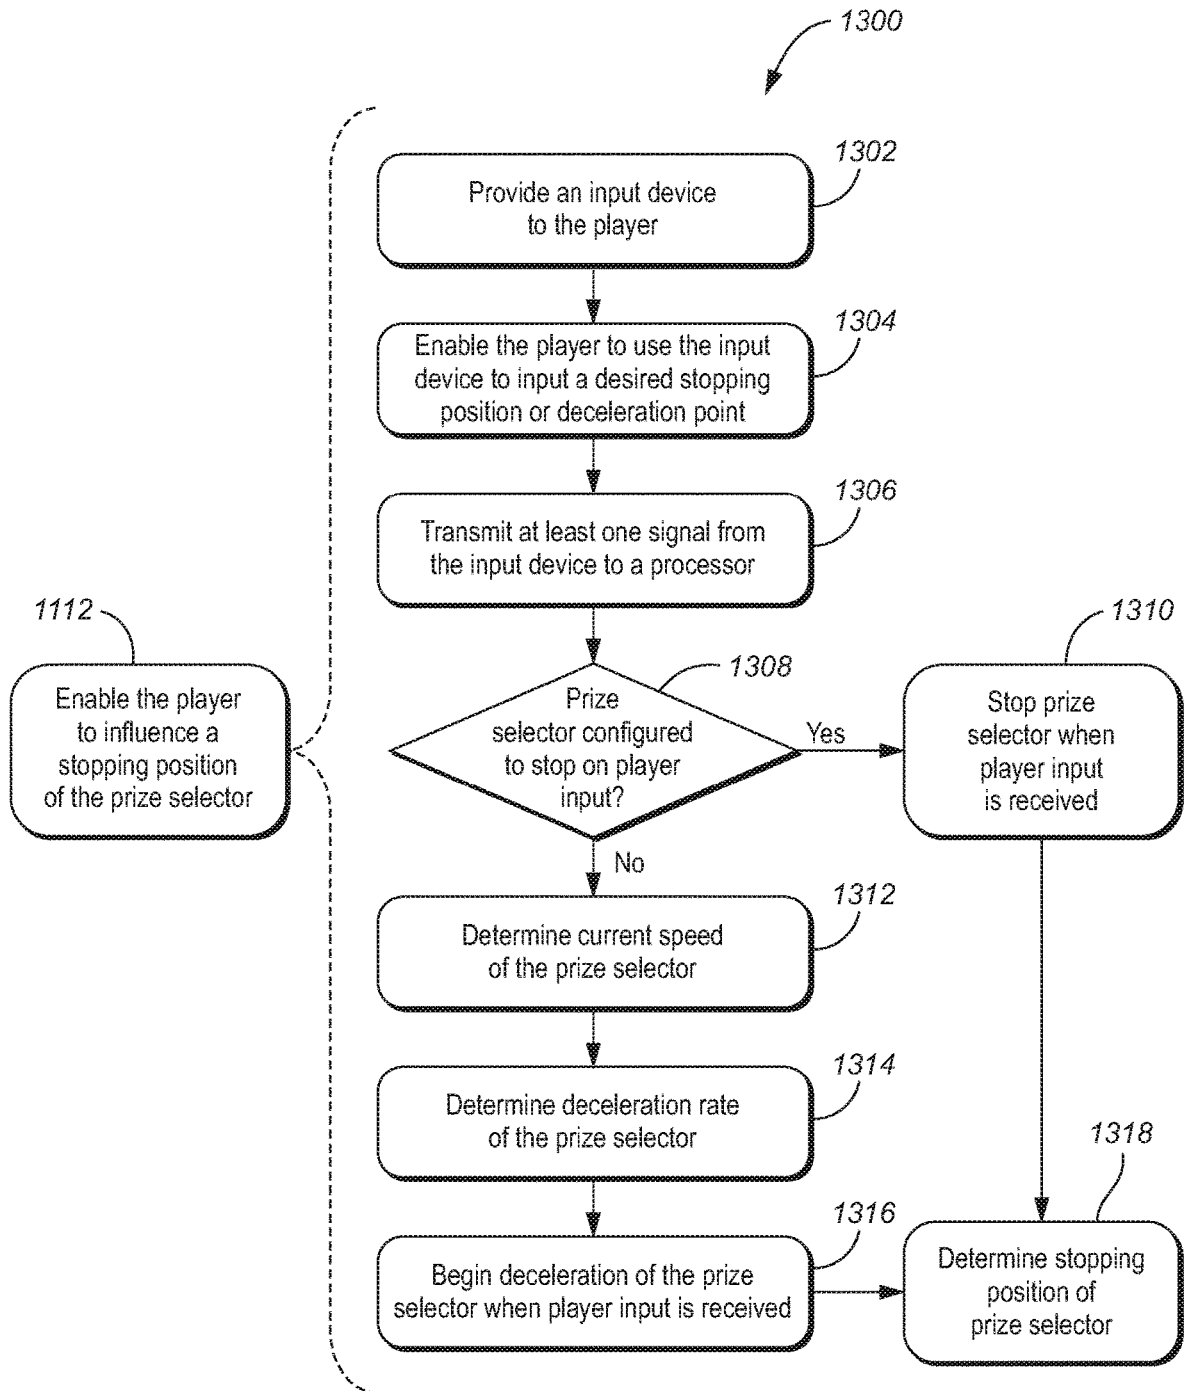 1300
1302
Provide an input device
to the player
1304
Enable the player to use the input
device to input a desired stopping
position or deceleration point
1306
Transmit at least one signal from
the input device to a processor
1112
Enable the player
to influence a
stopping position
of the prize selector
1308
Prize
selector configured
to stop on player
input?
Yes
1310
Stop prize
selector when
player input
is received
No
1312
Determine current speed
of the prize selector
1314
Determine deceleration rate
of the prize selector
1316
Begin deceleration of the prize
selector when player input is received
1318
Determine stopping
position of
prize selector